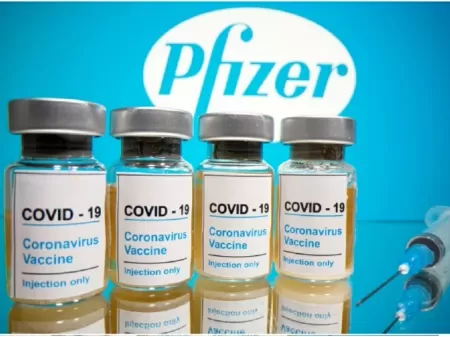 Pfizer
COVID - 19
Coronavirus
Vaccine
Injection only
COVID - 19
Coronavirus
Vaccine
Injection only
COVID - 19
Coronavirus
Vaccine
Injection only
COVID - 19
Coronavirus
Vaccine
Injection only